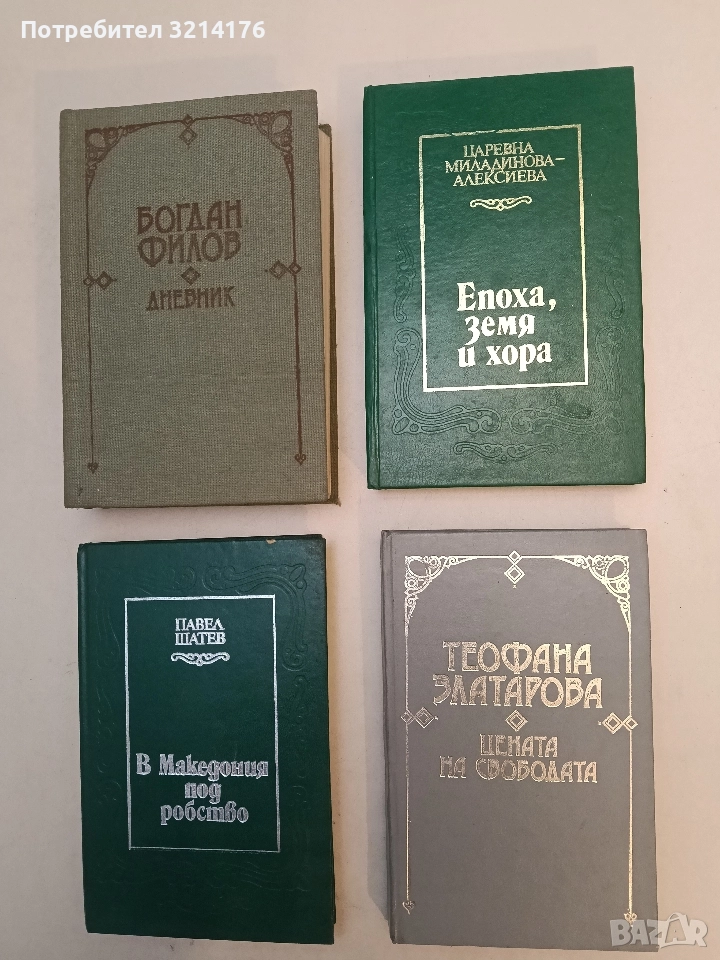 Потребител 3214176
БОГДАН
ФИЛОВ
ДНЕВНИК
ЦАРЕВНА
МИЛАДИНОВА–
АЛЕКСИЕВА
Епоха,
земя
и хора
ПАВЕЛ
ШАТЕВ
В Македония
под
робство
ТЕОФАНА
ЗЛАТАРОВА
ЦЕНАТА
НА СВОБОДАТА
BAZAR